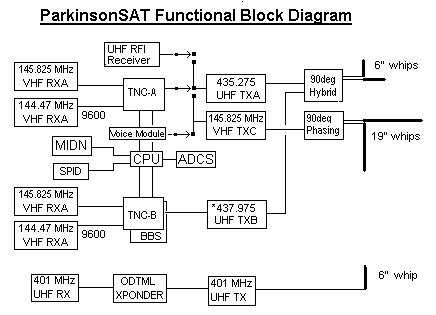 ParkinsonSAT Functional Block Diagram
UHF RFI
Receiver
6" whips
145.825 MHz
VHF RXA
TNC-A
435.275
UHF TXA
90deg
Hybrid
144.47 MHz
VHF RXA
9600
Voice Module
145.825 MHz
VHF TXC
90deg
Phasing
19" whips
MIDN
CPU
ADCS
SPID
145.825 MHz
VHF RXA
TNC-B
*437.975
UHF TXB
144.47 MHz
VHF RXA
9600
BBS
6" whip
401 MHz
UHF RX
ODTML
XPONDER
401 MHz
UHF TX